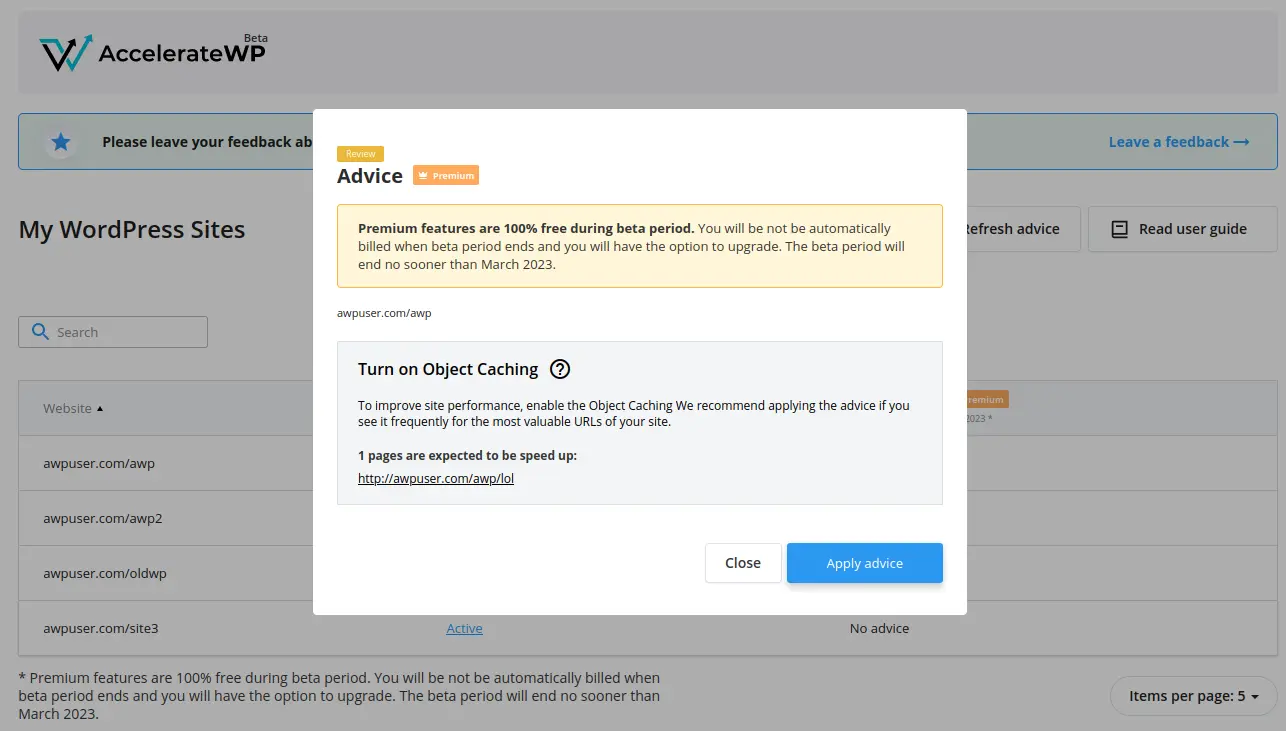 Beta
AccelerateWP
Please leave your feedback ab
Leave a feedback →
Review
Advice
Premium
Premium features are 100% free during beta period. You will be not be automatically
billed when beta period ends and you will have the option to upgrade. The beta period will
end no sooner than March 2023.
My WordPress Sites
efresh advice
Read user guide
awpuser.com/awp
Search
Turn on Object Caching
To improve site performance, enable the Object Caching We recommend applying the advice if you
see it frequently for the most valuable URLs of your site.
1 pages are expected to be speed up:
http://awpuser.com/awp/lol
Website
remium
2023 *
awpuser.com/awp
awpuser.com/awp2
awpuser.com/oldwp
Close
Apply advice
awpuser.com/site3
Active
No advice
* Premium features are 100% free during beta period. You will be not be automatically billed when
beta period ends and you will have the option to upgrade. The beta period will end no sooner than
March 2023.
Items per page: 5